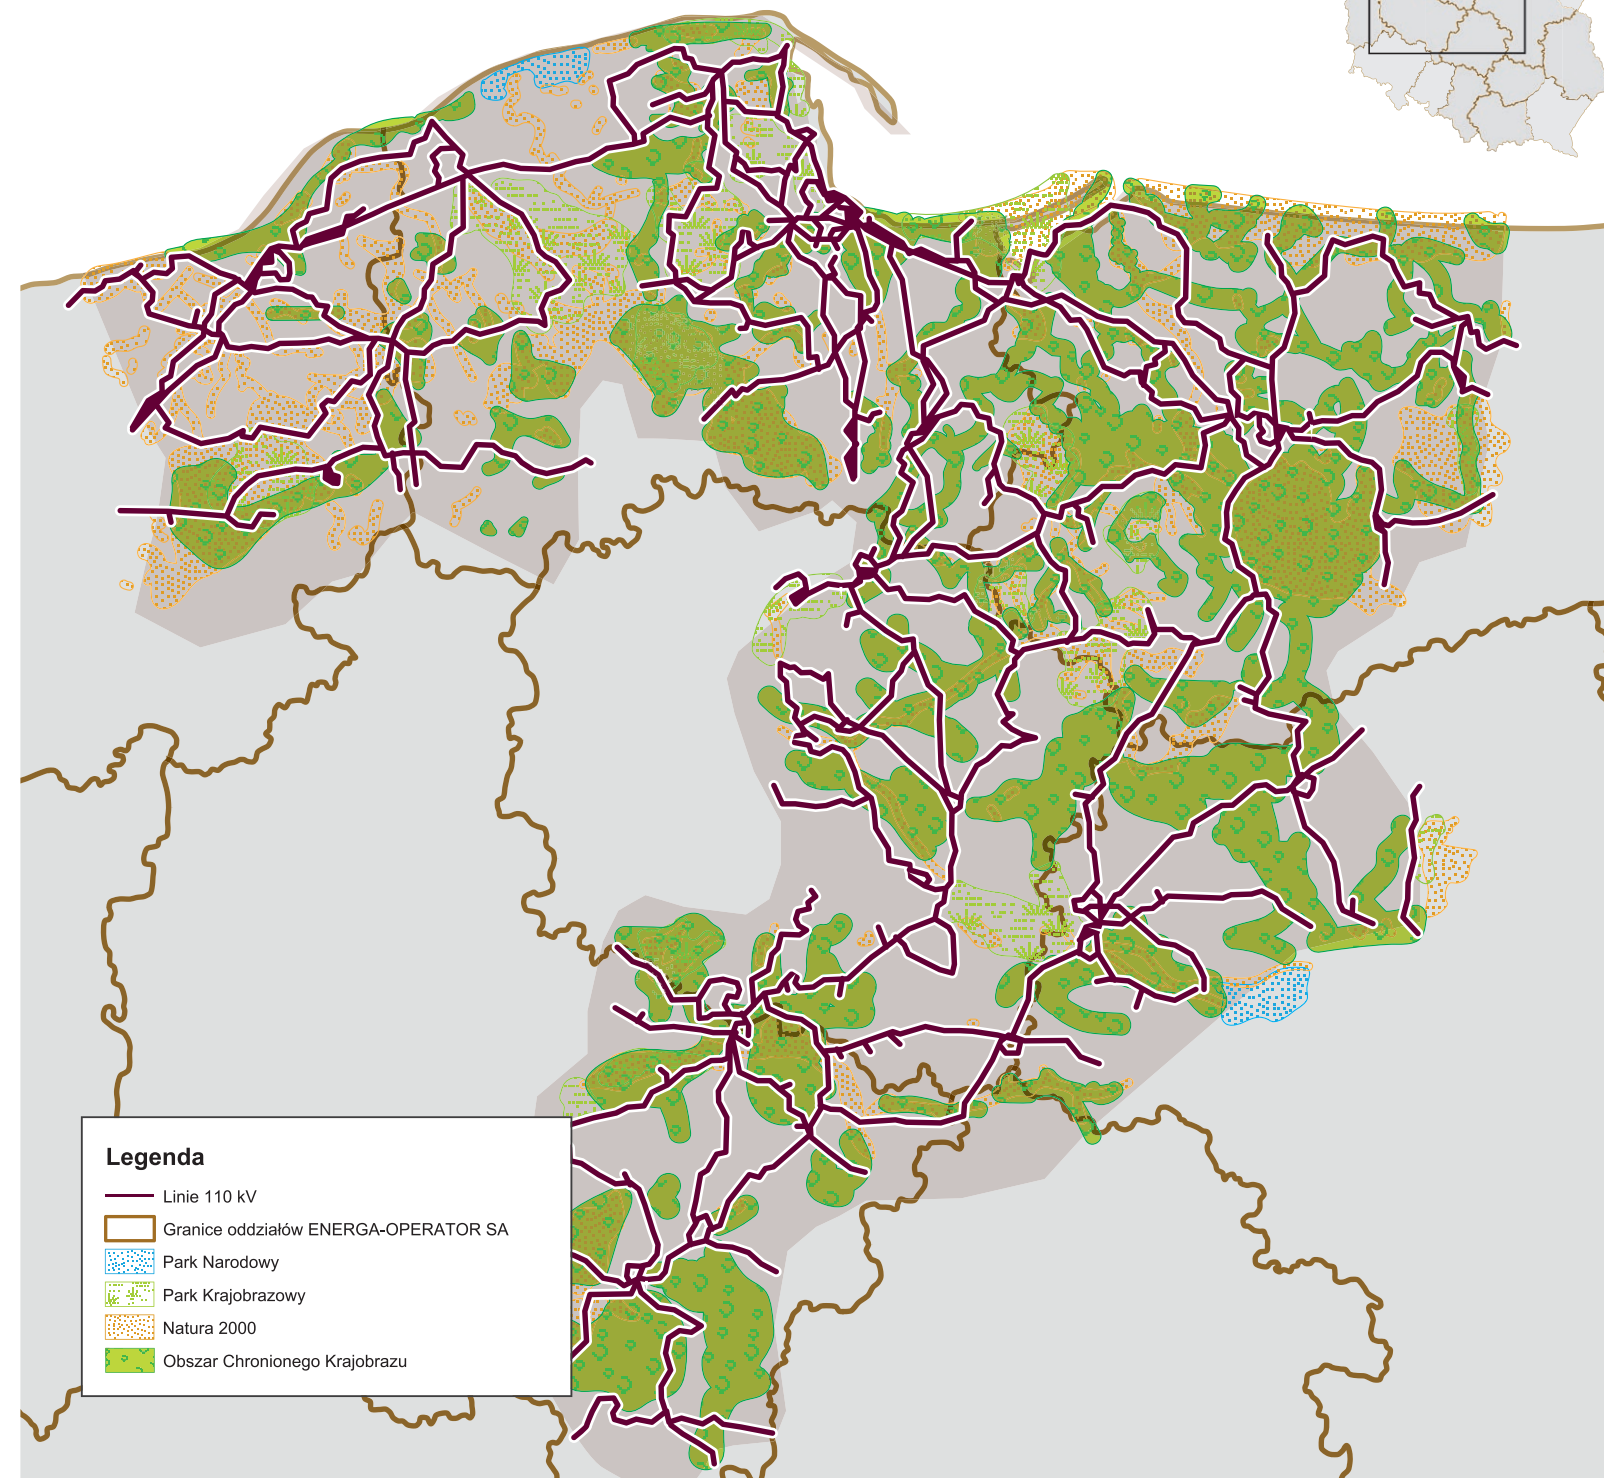 Legenda
Linie 110 kV
Granice oddziałów ENERGA-OPERATOR SA
Park Narodowy
Park Krajobrazowy
Natura 2000
Obszar Chronionego Krajobrazu